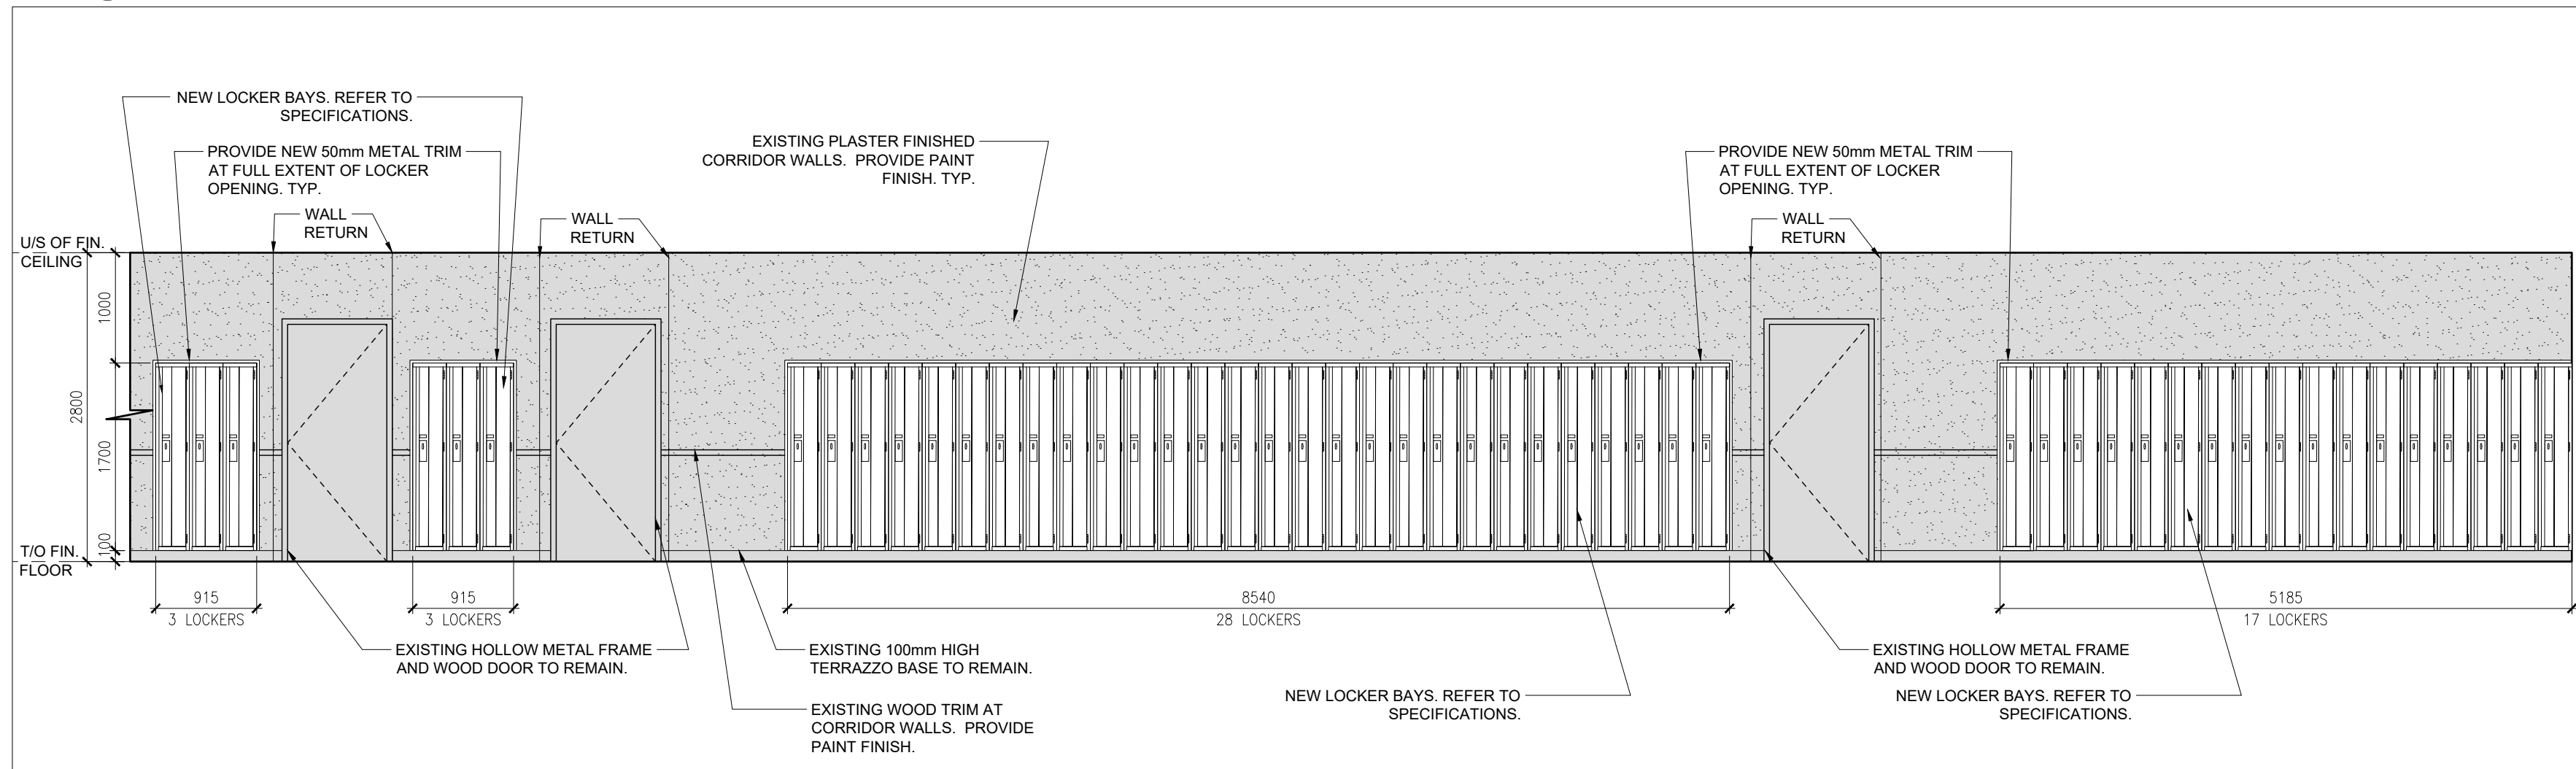 NEW LOCKER BAYS. REFER TO
SPECIFICATIONS.
PROVIDE NEW 50mm METAL TRIM
AT FULL EXTENT OF LOCKER
OPENING. TYP.
WALL
RETURN
WALL
RETURN
EXISTING PLASTER FINISHED
CORRIDOR WALLS. PROVIDE PAINT
FINISH. TYP.
PROVIDE NEW 50mm METAL TRIM
AT FULL EXTENT OF LOCKER
OPENING. TYP.
WALL
RETURN
U/S OF FIN.
CEILING
1000
2800
1700
100
T/O FIN.
FLOOR
915
3 LOCKERS
915
3 LOCKERS
8540
28 LOCKERS
5185
17 LOCKERS
EXISTING HOLLOW METAL FRAME
AND WOOD DOOR TO REMAIN.
EXISTING 100mm HIGH
TERRAZZO BASE TO REMAIN.
EXISTING WOOD TRIM AT
CORRIDOR WALLS. PROVIDE
PAINT FINISH.
NEW LOCKER BAYS. REFER TO
SPECIFICATIONS.
EXISTING HOLLOW METAL FRAME
AND WOOD DOOR TO REMAIN.
NEW LOCKER BAYS. REFER TO
SPECIFICATIONS.